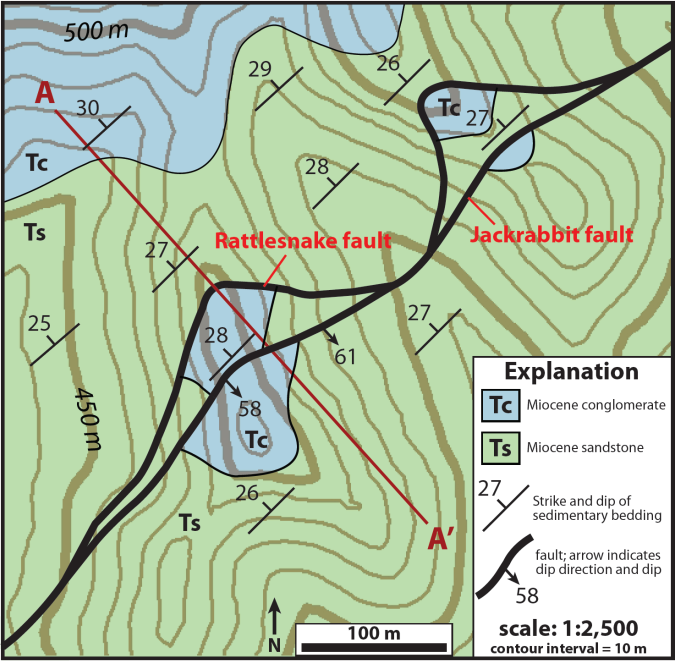 500 m
29
26
A
30
Tc
27
Tc
28
Ts
Rattlesnake fault
Jackrabbit fault
27
25
28
27
61
450 m
58
Tc
26
Ts
A'
N
100 m
Explanation
Tc Miocene conglomerate
Ts Miocene sandstone
27
Strike and dip of
sedimentary bedding
fault; arrow indicates
dip direction and dip
58
scale: 1:2,500
contour interval = 10 m